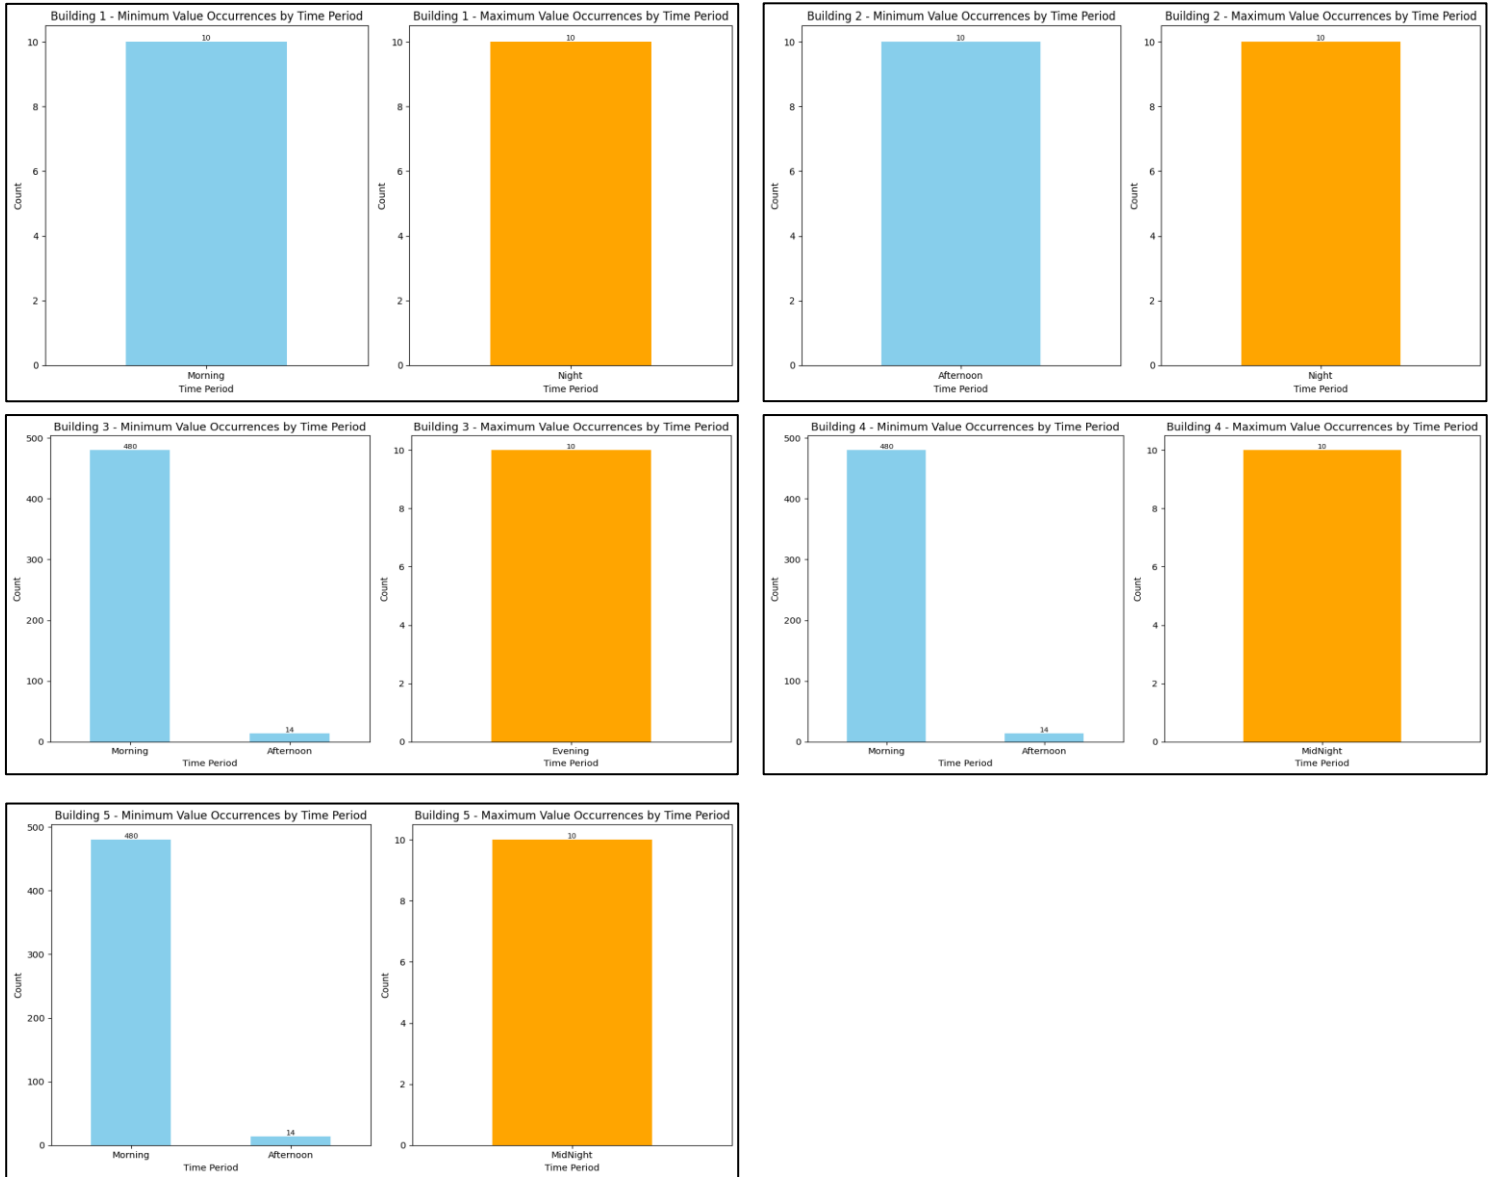 Building 1 - Minimum Value Occurrences by Time Period
10
10
8
6
4
2
0
Count
Morning
Time Period
Building 1 - Maximum Value Occurrences by Time Period
10
10
8
6
4
2
0
Count
Night
Time Period
Building 2 - Minimum Value Occurrences by Time Period
10
10
8
6
4
2
0
Count
Afternoon
Time Period
Building 2 - Maximum Value Occurrences by Time Period
10
10
8
6
4
2
0
Count
Night
Time Period
Building 3 - Minimum Value Occurrences by Time Period
500
480
400
300
200
100
14
0
Count
Morning Afternoon
Time Period
Building 3 - Maximum Value Occurrences by Time Period
10
10
8
6
4
2
0
Count
Evening
Time Period
Building 4 - Minimum Value Occurrences by Time Period
500
480
400
300
200
100
14
0
Count
Morning Afternoon
Time Period
Building 4 - Maximum Value Occurrences by Time Period
10
10
8
6
4
2
0
Count
MidNight
Time Period
Building 5 - Minimum Value Occurrences by Time Period
500
480
400
300
200
100
14
0
Count
Morning Afternoon
Time Period
Building 5 - Maximum Value Occurrences by Time Period
10
10
8
6
4
2
0
Count
MidNight
Time Period